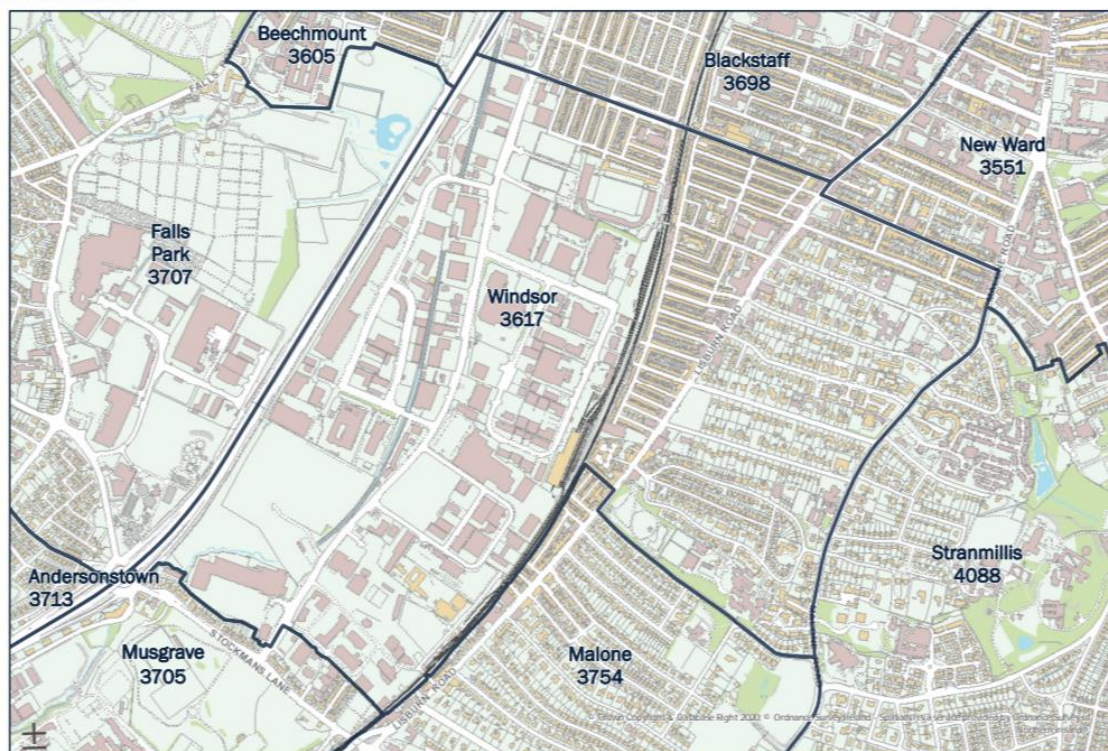 Beechmount
3605
Blackstaff
3698
New Ward
3551
FALLS
Falls
Park
3707
Windsor
3617
LISBURN ROAD
Stranmillis
4088
Andersonstown
3713
STOCKMANS LANE
Musgrave
3705
Malone
3754
LISBURN ROAD